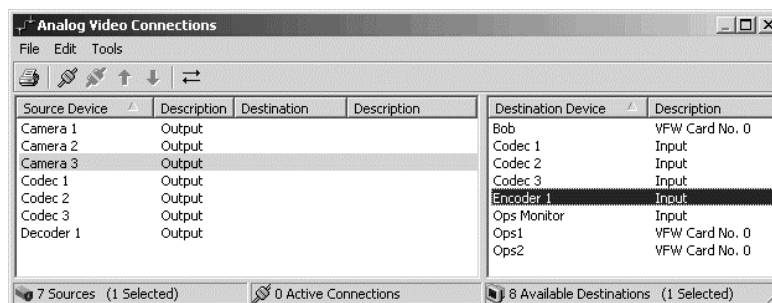 Analog Video Connections
File Edit Tools
Source Device Description Destination Description
Camera 1 Output
Camera 2 Output
Camera 3 Output
Codec 1 Output
Codec 2 Output
Codec 3 Output
Decoder 1 Output
Destination Device Description
Bob VFW Card No. 0
Codec 1 Input
Codec 2 Input
Codec 3 Input
Encoder 1 Input
Ops Monitor Input
Ops1 VFW Card No. 0
Ops2 VFW Card No. 0
7 Sources (1 Selected) 0 Active Connections 8 Available Destinations (1 Selected)